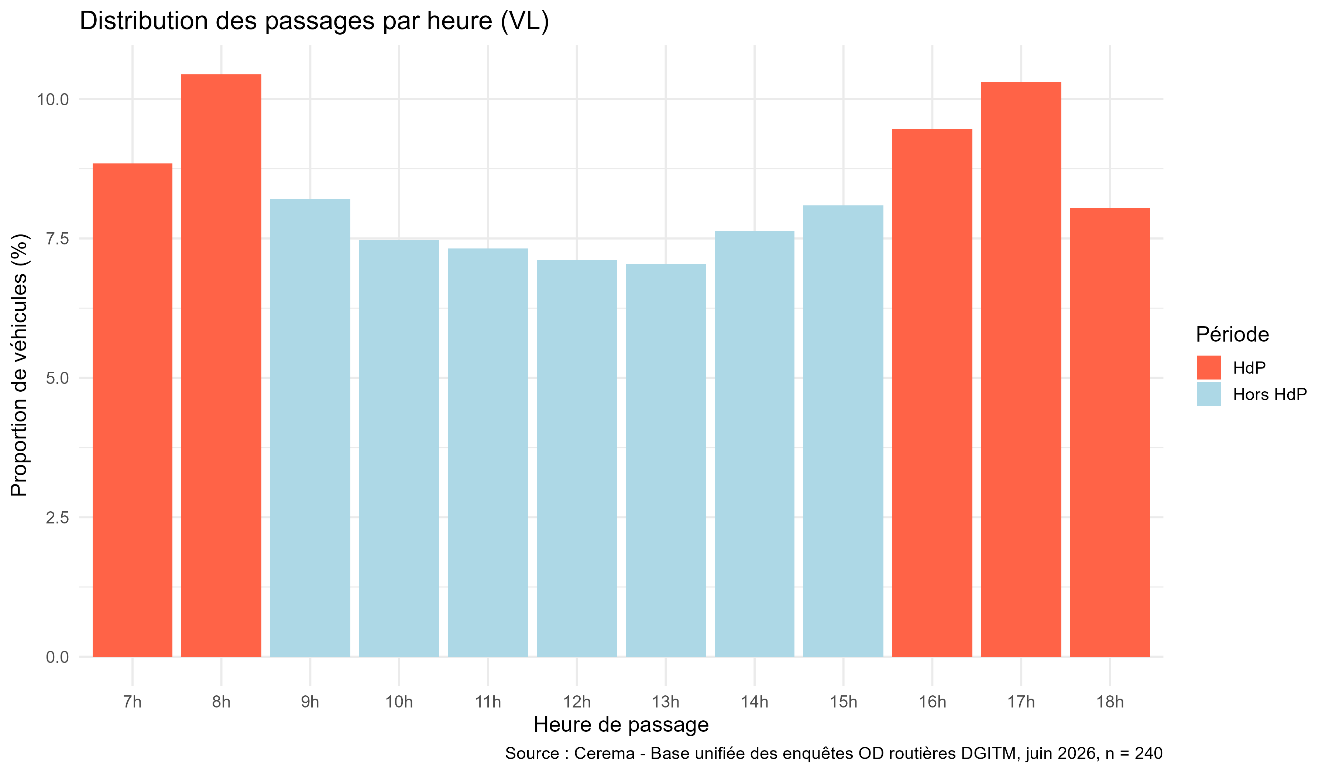 Distribution des passages par heure (VL)
Proportion de véhicules (%)
10.0
7.5
5.0
2.5
0.0
7h 8h 9h 10h 11h 12h 13h 14h 15h 16h 17h 18h
Heure de passage
Période
HdP
Hors HdP
Source : Cerema - Base unifiée des enquêtes OD routières DGITM, juin 2026, n = 240